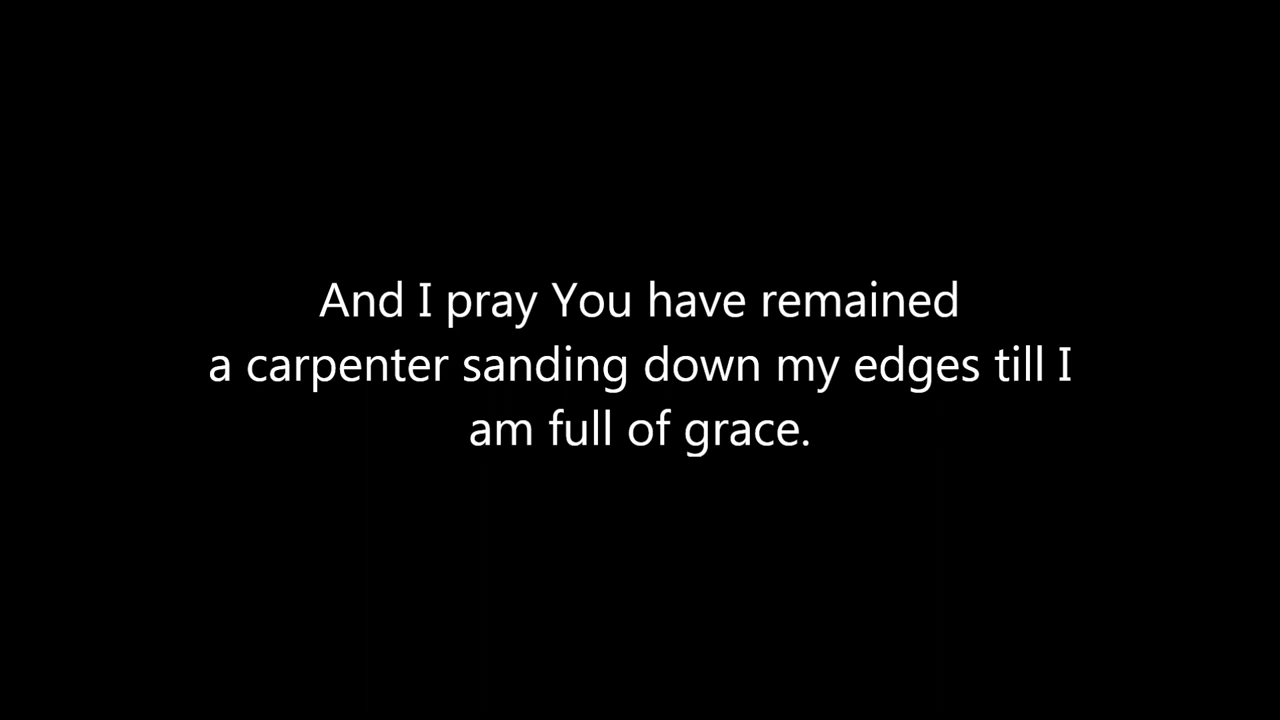 And I pray You have remained
a carpenter sanding down my edges till I
am full of grace.